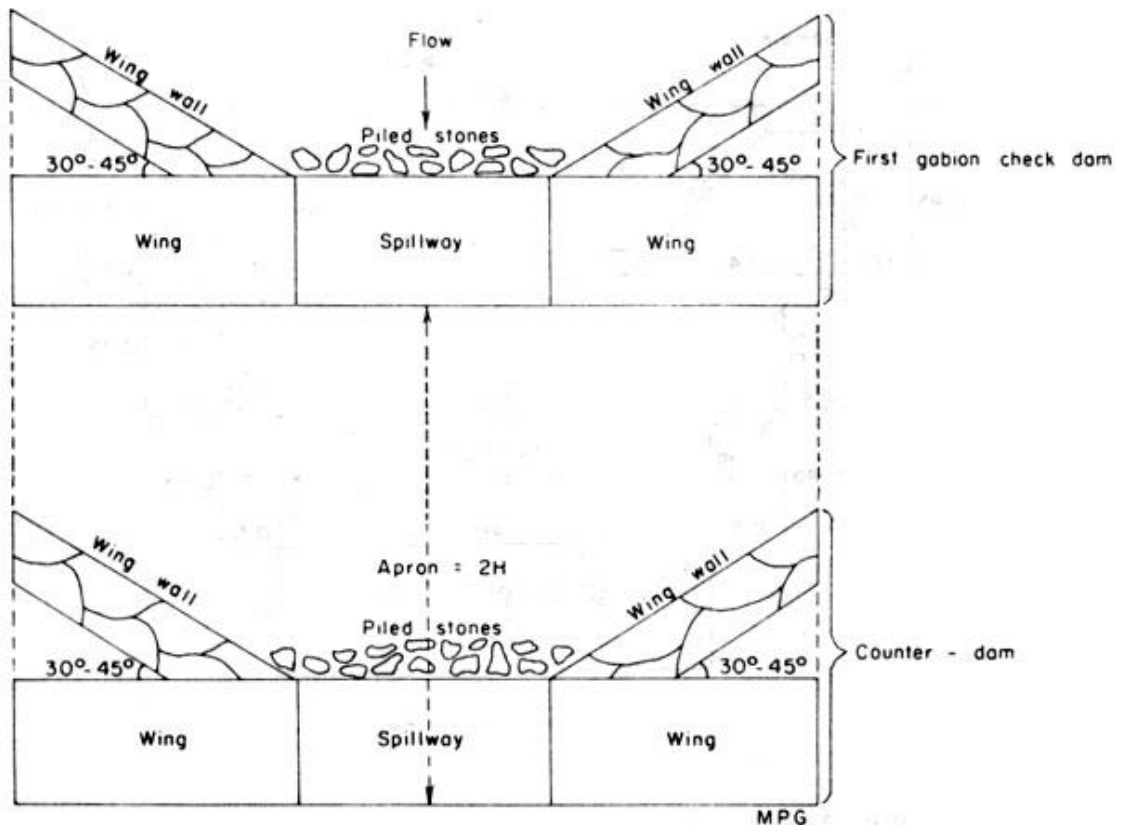 Flow
Wing wall
Wing wall
Piled stones
30°-45°
30°-45°
First gabion check dam
Wing
Spillway
Wing
Wing wall
Wing wall
Apron = 2H
Piled stones
30°-45°
30°-45°
Counter - dam
Wing
Spillway
Wing
MPG